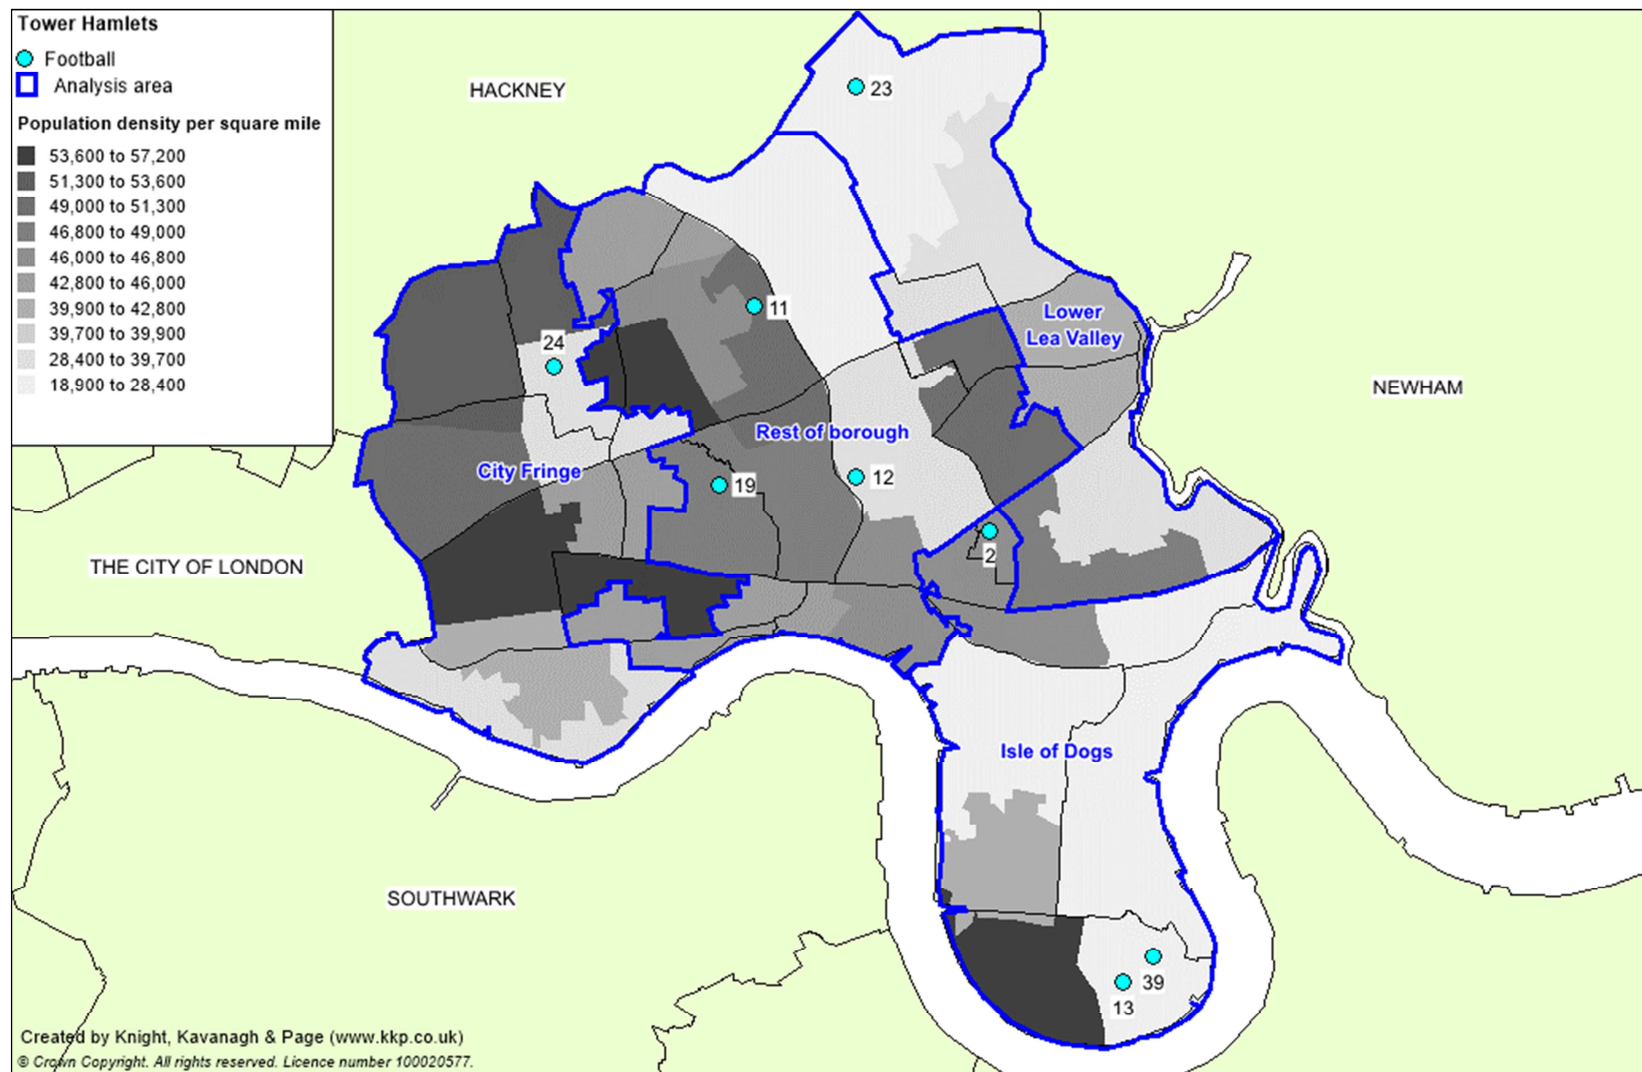 Tower Hamlets
Football
Analysis area
Population density per square mile
53,600 to 57,200
51,300 to 53,600
49,000 to 51,300
46,800 to 49,000
46,000 to 46,800
42,800 to 46,000
39,900 to 42,800
39,700 to 39,900
28,400 to 39,700
18,900 to 28,400
HACKNEY
23
11
24
Lower
Lea Valley
NEWHAM
Rest of borough
City Fringe
19
12
2
THE CITY OF LONDON
Isle of Dogs
SOUTHWARK
39
13
Created by Knight, Kavanagh & Page (www.kkp.co.uk)
© Crown Copyright. All rights reserved. Licence number 100020577.